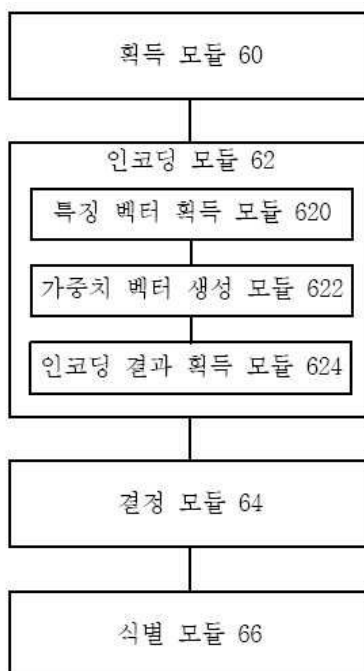 획득 모듈 60
인코딩 모듈 62
특징 벡터 획득 모듈 620
가중치 벡터 생성 모듈 622
인코딩 결과 획득 모듈 624
결정 모듈 64
식별 모듈 66